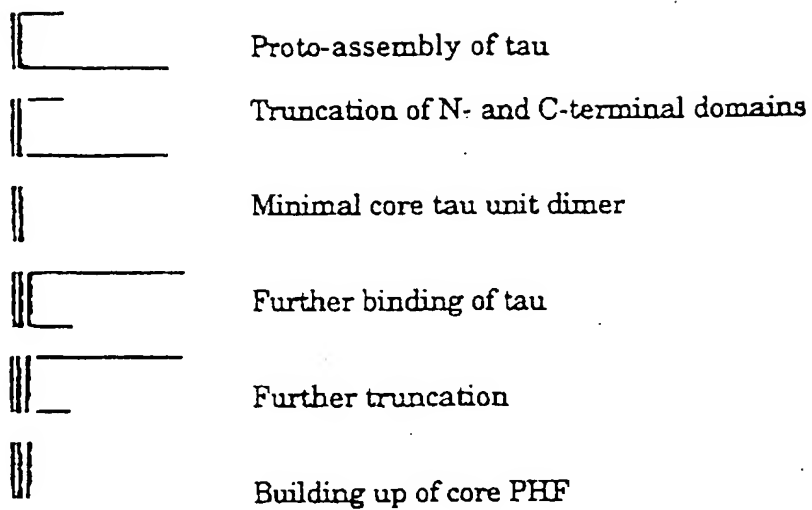 Proto-assembly of tau
Truncation of N- and C-terminal domains
Minimal core tau unit dimer
Further binding of tau
Further truncation
Building up of core PHF